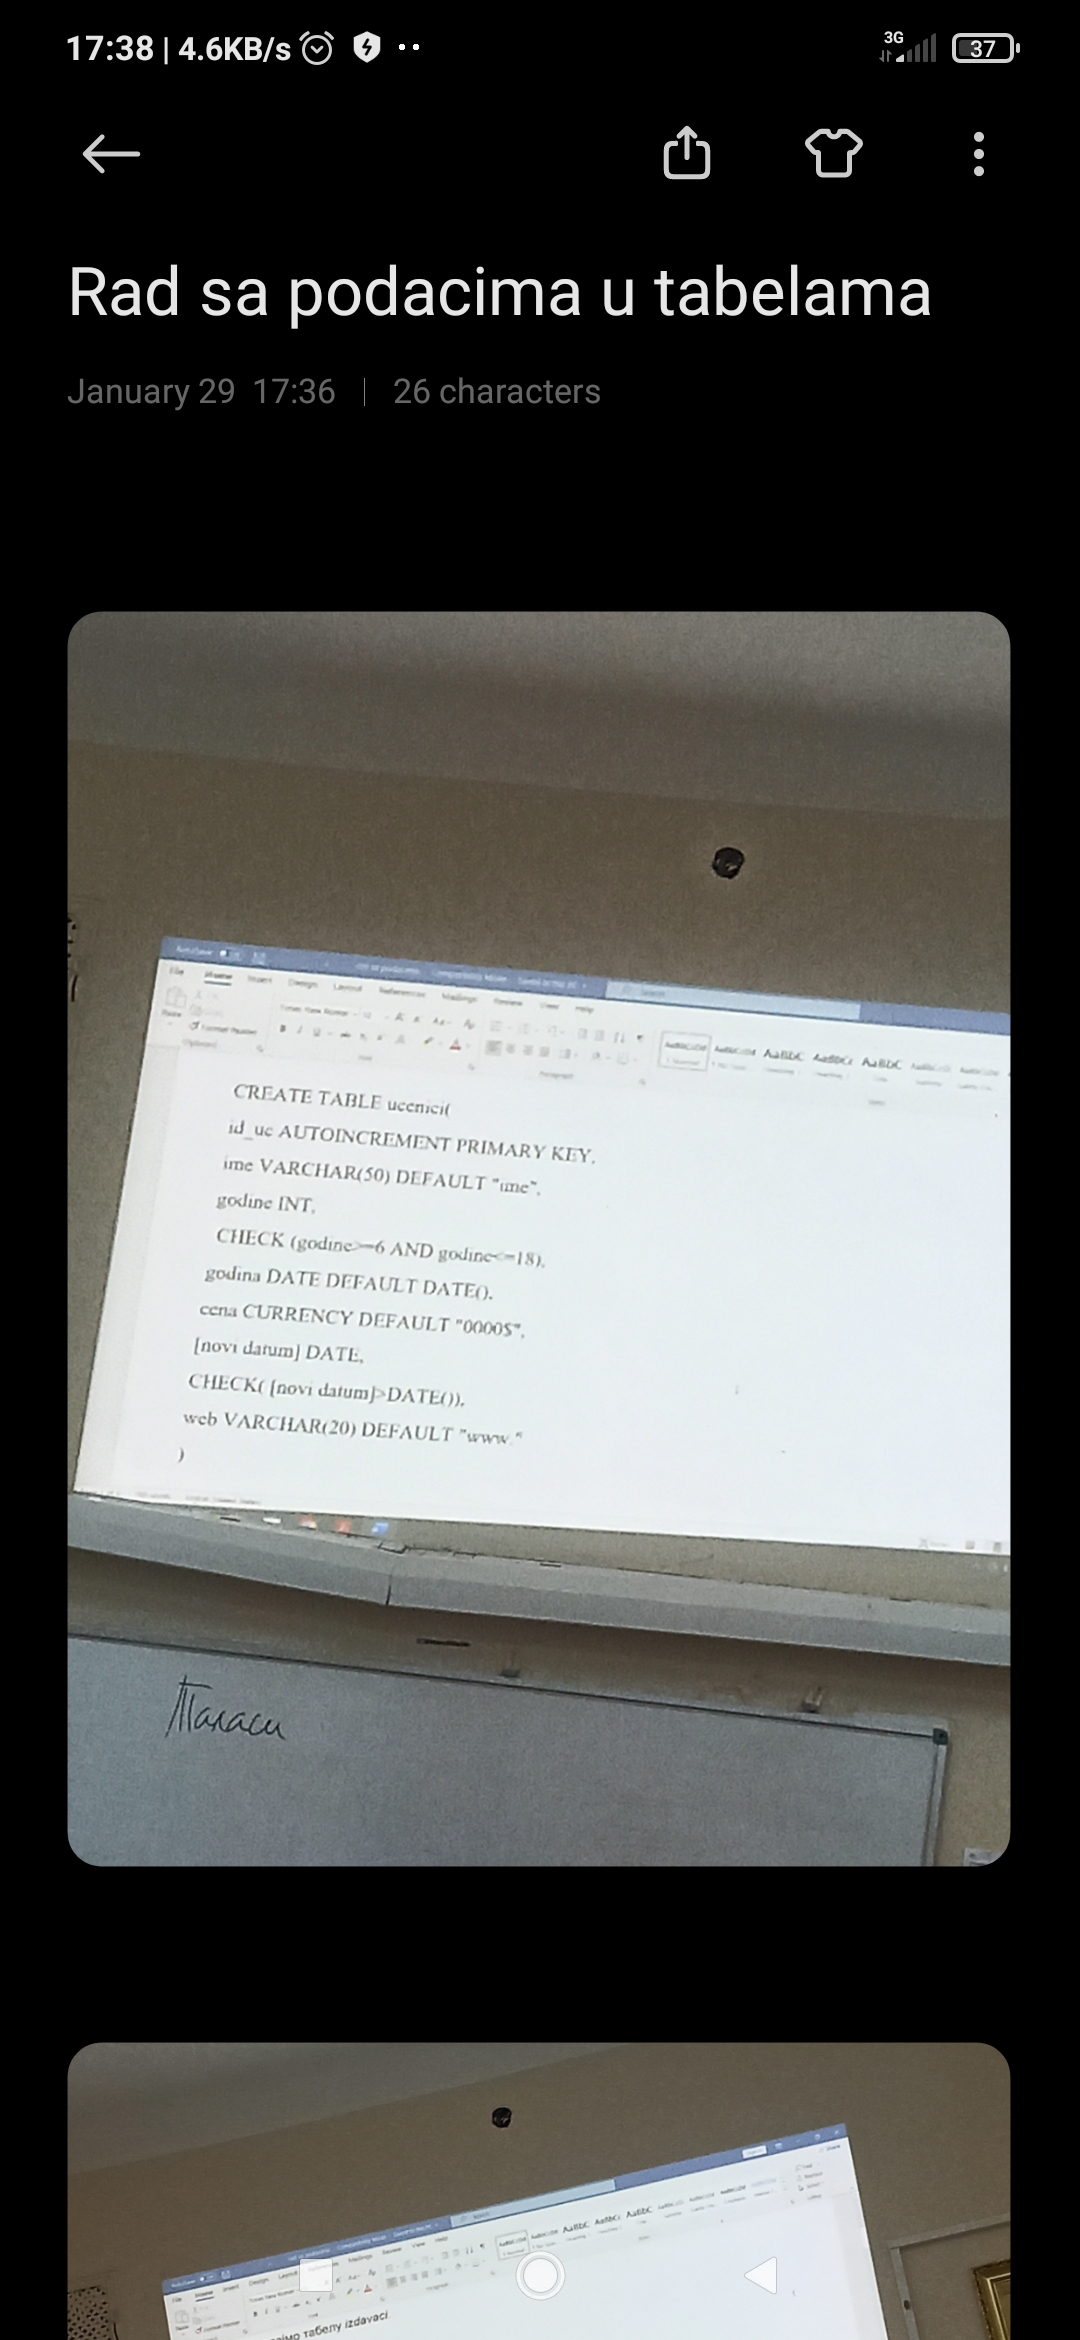 17:38 | 4.6KB/s
3G
37
Rad sa podacima u tabelama
January 29 17:36 | 26 characters
File Home Insert Design Layout References Mailings Review View Help
CREATE TABLE ucenici(
id_uc AUTOINCREMENT PRIMARY KEY,
ime VARCHAR(50) DEFAULT "ime",
godine INT,
CHECK (godine>=6 AND godine<=18),
godina DATE DEFAULT DATE(),
cena CURRENCY DEFAULT "0000$",
[novi datum] DATE,
CHECK( [novi datum]>DATE()),
web VARCHAR(20) DEFAULT "www."
)
Таласи
табелу izdavaci